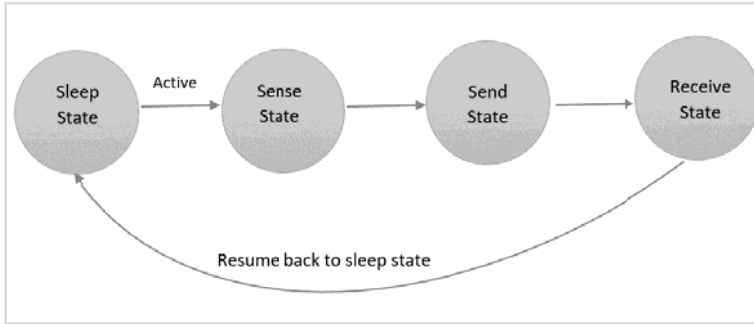 Sleep
State
Active
Sense
State
Send
State
Receive
State
Resume back to sleep state